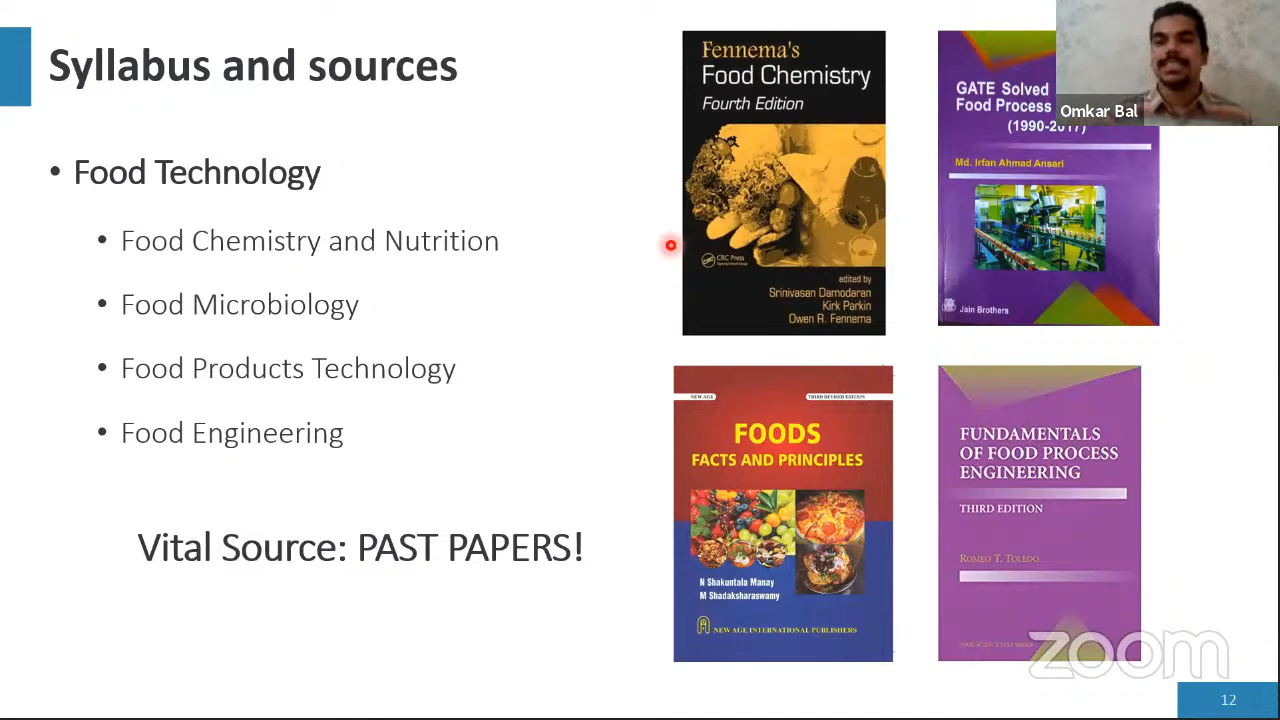 Syllabus and sources
• Food Technology
• Food Chemistry and Nutrition
• Food Microbiology
• Food Products Technology
• Food Engineering
Vital Source: PAST PAPERS!
Fennema's
Food Chemistry
Fourth Edition
CRC Press
edited by
Srinivasan Damodaran
Kirk Parkin
Owen R. Fennema
GATE Solved
Food Process
(1990-2017)
Md. Irfan Ahmad Ansari
Jain Brothers
Omkar Bal
NEW AGE
THIRD REVISED EDITION
FOODS
FACTS AND PRINCIPLES
N Shakuntala Manay
M Shadaksharaswamy
NEW AGE INTERNATIONAL PUBLISHERS
FUNDAMENTALS
OF FOOD PROCESS
ENGINEERING
THIRD EDITION
ROMEO T. TOLEDO
FOOD SCIENCE TEXT SERIES
zoom
12